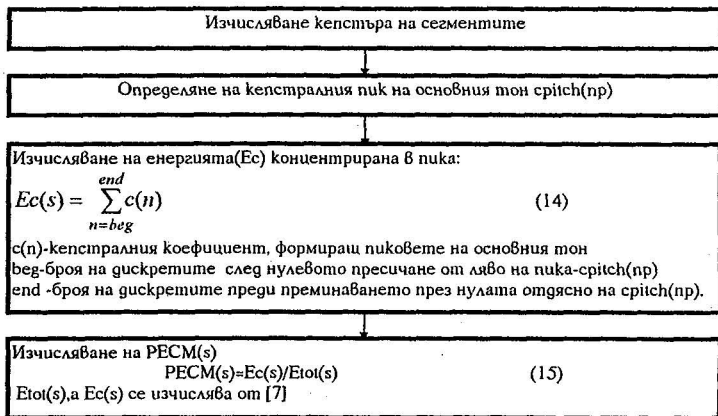 Изчисляване кепстъра на сегментите
Определяне на кепстралния пик на основния тон cpitch(np)
Изчисляване на енергията(Ec) концентрирана в пика:
Ec(s) = \sum_{n=beg}^{end} c(n) (14)
c(n)-кепстралния коефициент, формиращ пиковете на основния тон
beg-броя на дискретите след нулевото пресичане от ляво на пика-cpitch(np)
end -броя на дискретите преди преминаването през нулата отдясно на cpitch(np).
Изчисляване на PECM(s)
PECM(s)=Ec(s)/Etot(s) (15)
Etot(s),а Ec(s) се изчислява от [7]